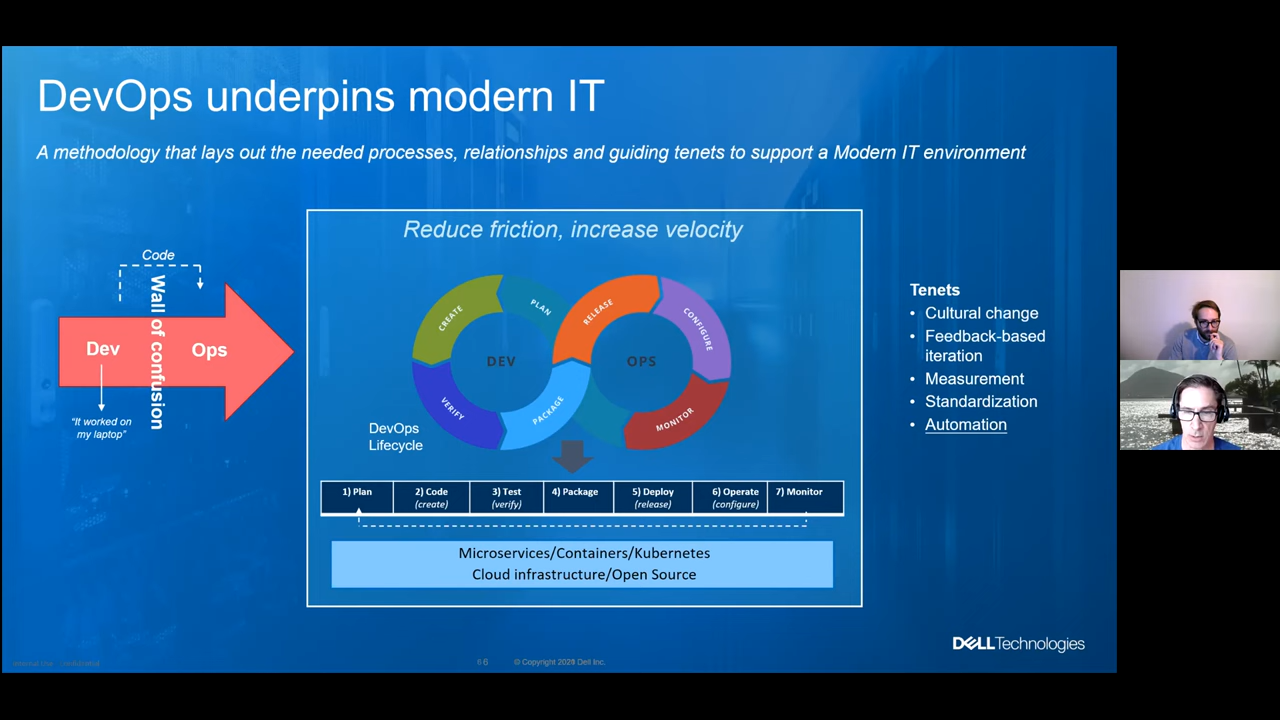 DevOps underpins modern IT
A methodology that lays out the needed processes, relationships and guiding tenets to support a Modern IT environment
Code
Wall of confusion
Dev
Ops
"It worked on
my laptop"
Reduce friction, increase velocity
CREATE
PLAN
RELEASE
CONFIGURE
DEV
OPS
VERIFY
PACKAGE
MONITOR
DevOps
Lifecycle
1) Plan
2) Code
(create)
3) Test
(verify)
4) Package
5) Deploy
(release)
6) Operate
(configure)
7) Monitor
Microservices/Containers/Kubernetes
Cloud infrastructure/Open Source
Tenets
• Cultural change
• Feedback-based
iteration
• Measurement
• Standardization
• Automation
DELLTechnologies
6
© Copyright Dell Inc.